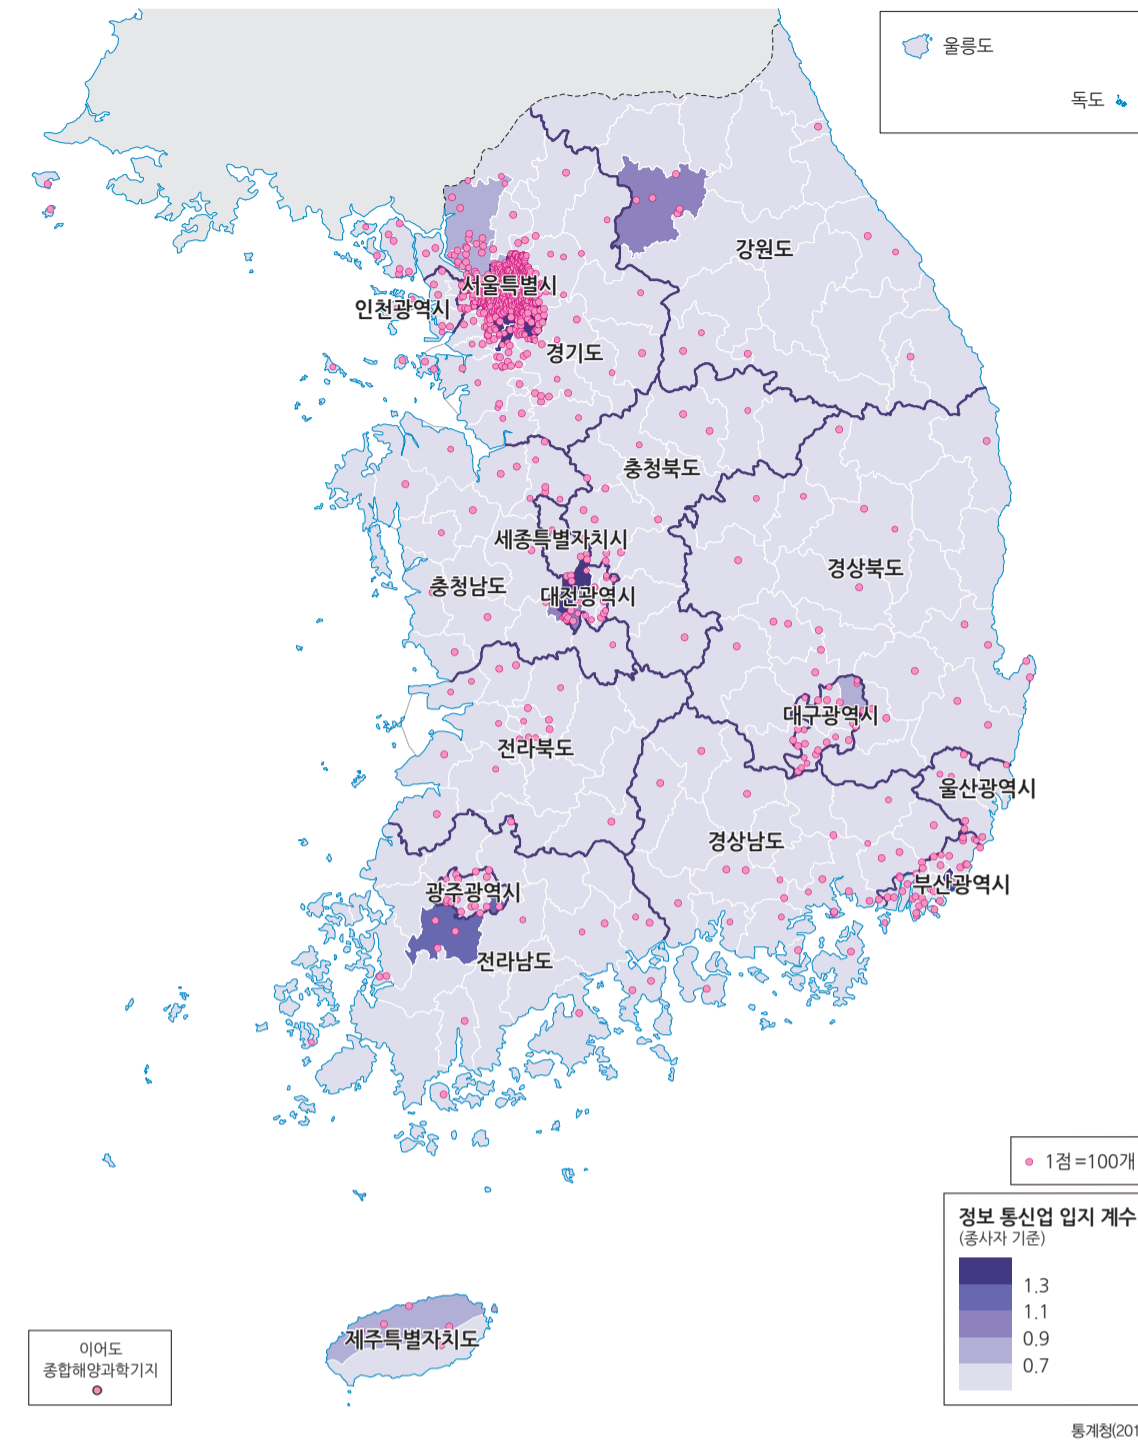 울릉도
독도
강원도
서울특별시
인천광역시
경기도
충청북도
세종특별자치시
경상북도
충청남도
대전광역시
대구광역시
전라북도
울산광역시
경상남도
부산광역시
광주광역시
전라남도
제주특별자치도
1점=100개
정보 통신업 입지 계수
(종사자 기준)
1.3
1.1
0.9
0.7
이어도
종합해양과학기지
통계청(201